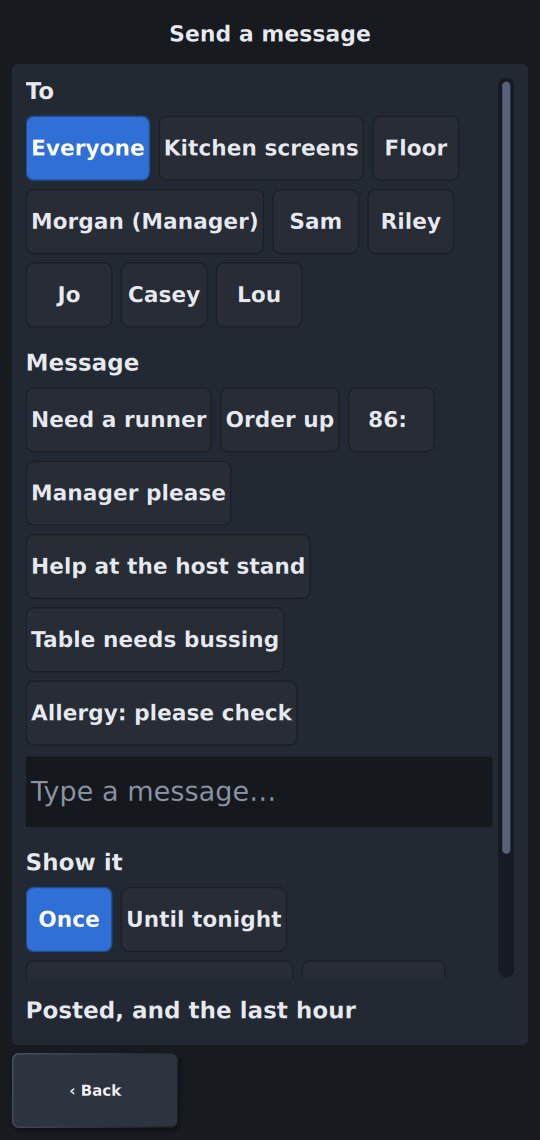 Send a message
To
Everyone Kitchen screens Floor
Morgan (Manager) Sam Riley
Jo Casey Lou
Message
Need a runner Order up 86:
Manager please
Help at the host stand
Table needs bussing
Allergy: please check
Type a message...
Show it
Once Until tonight
Posted, and the last hour
‹ Back